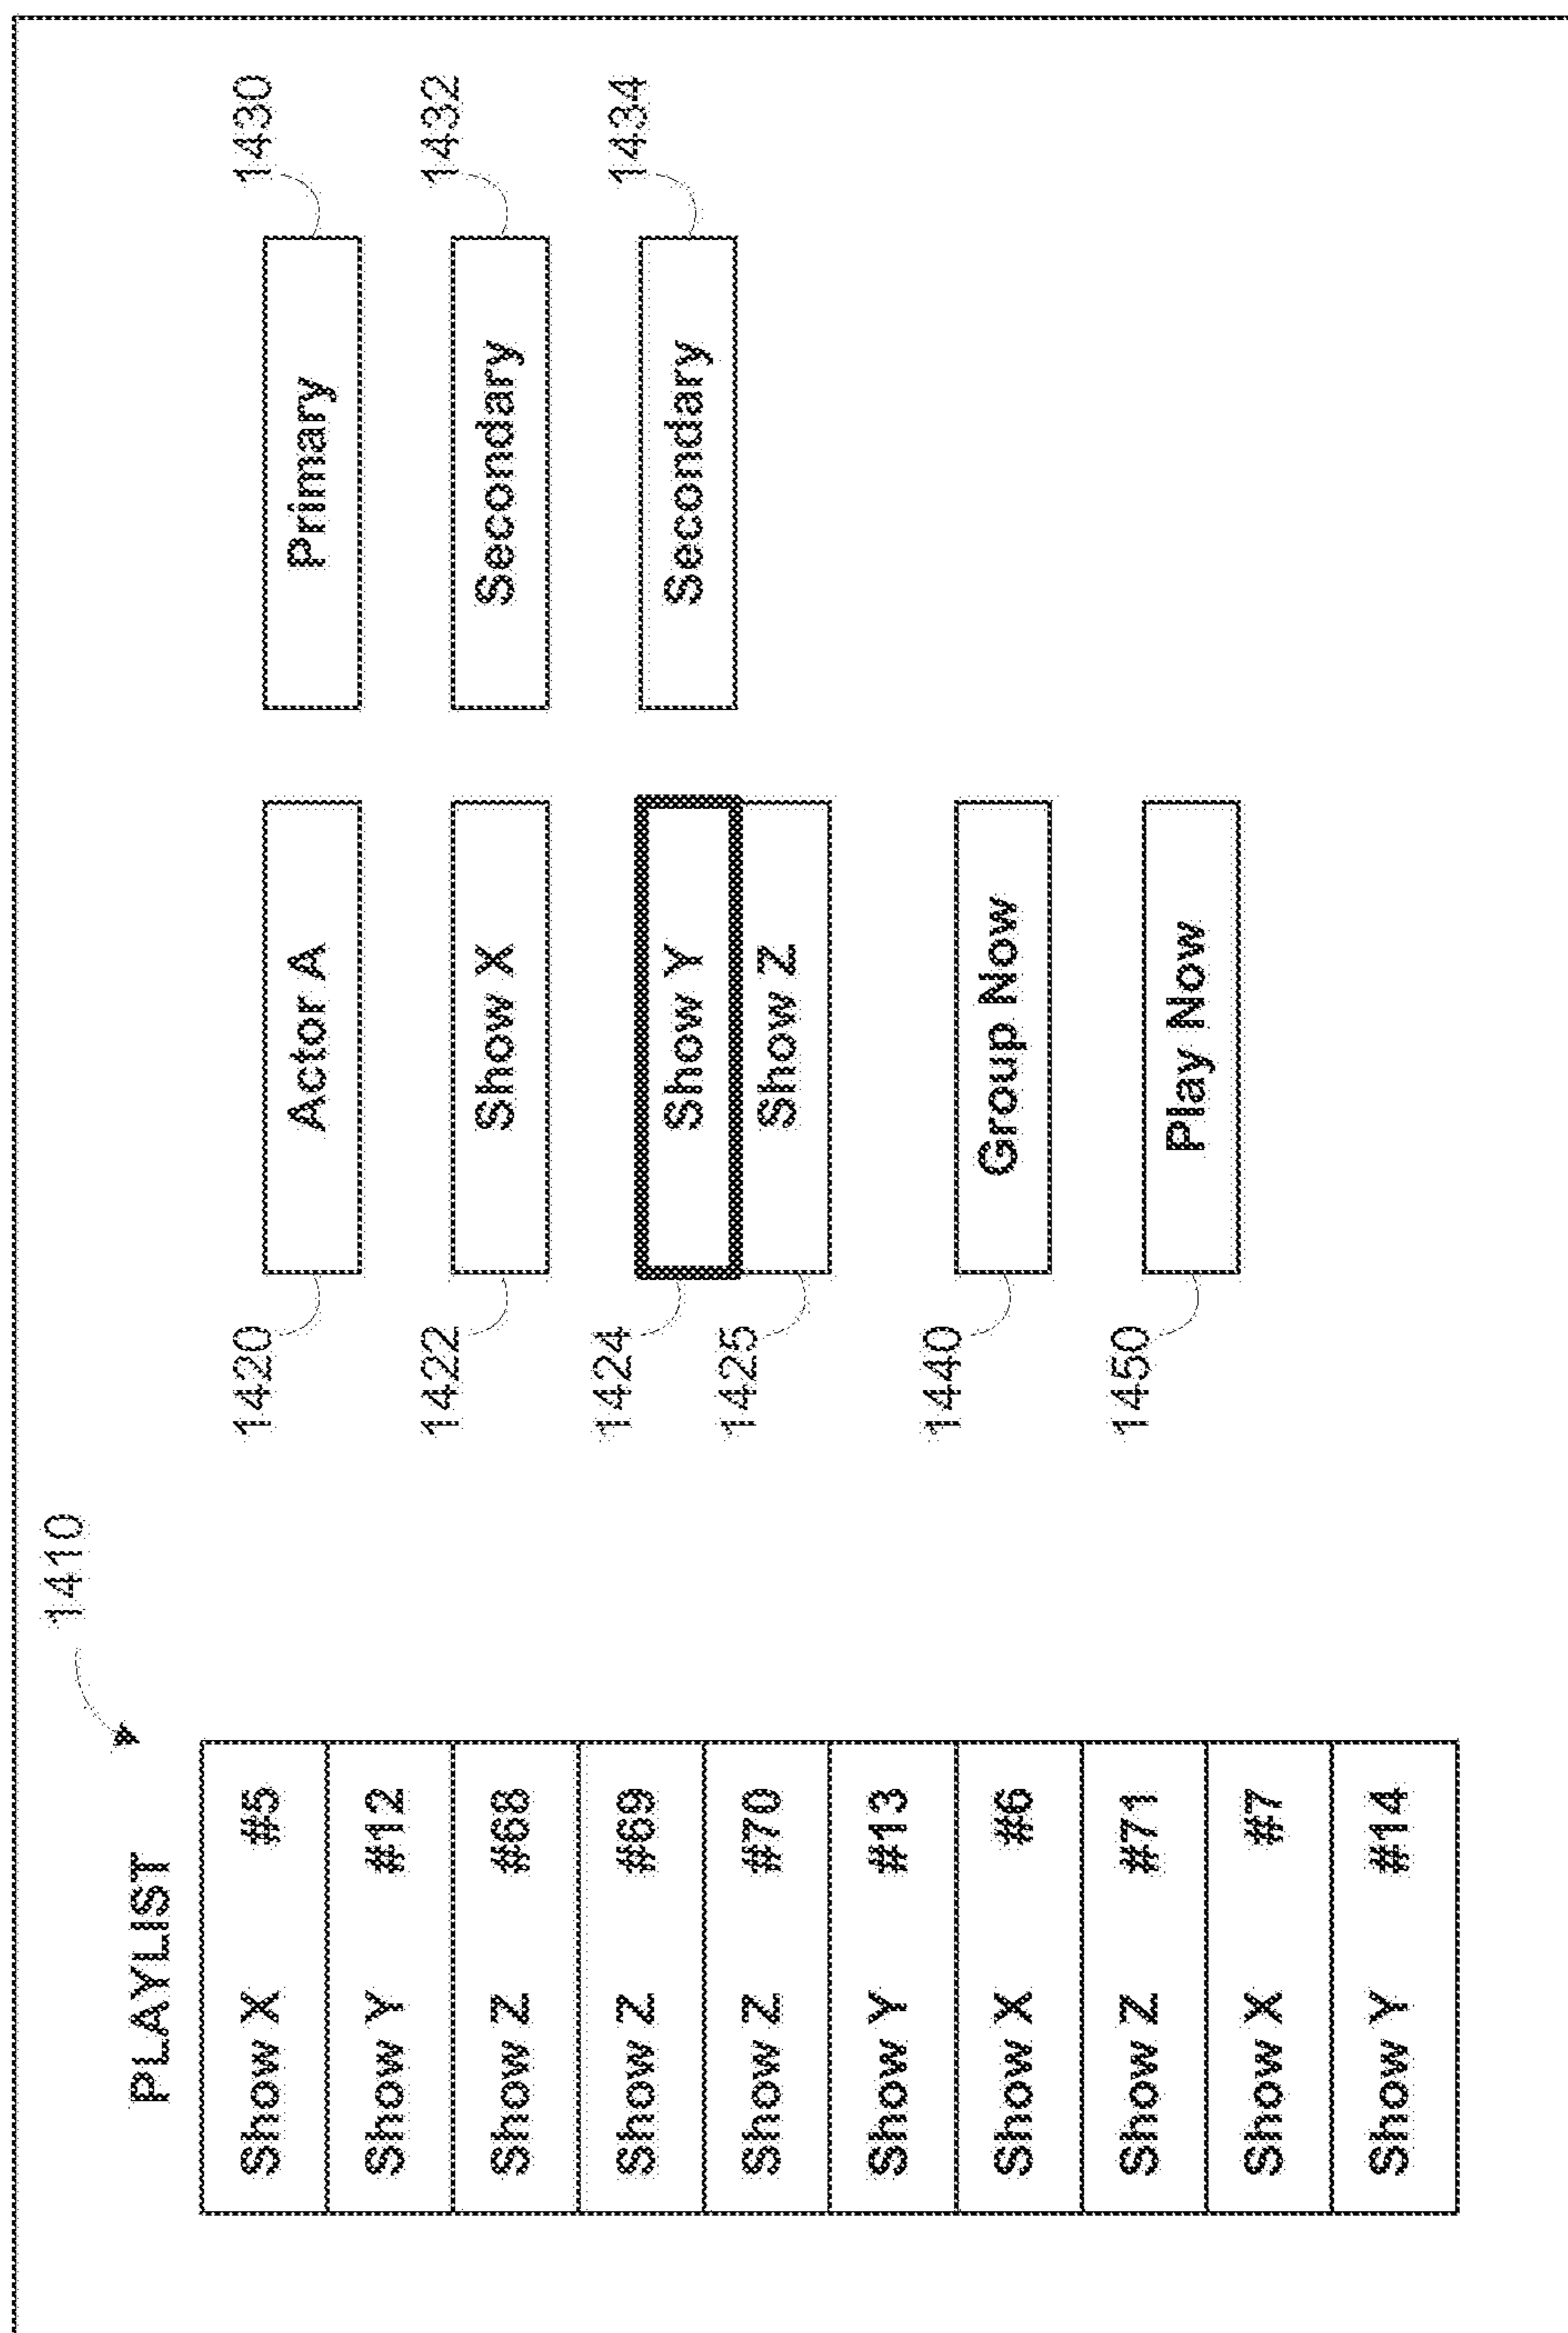 1410
PLAYLIST
Show X #5
Show Y #12
Show Z #68
Show Z #69
Show Z #70
Show Y #13
Show X #6
Show Z #71
Show X #7
Show Y #14
1420 Actor A Primary 1430
1422 Show X Secondary 1432
1424 Show Y Secondary 1434
1425 Show Z
1440 Group Now
1450 Play Now